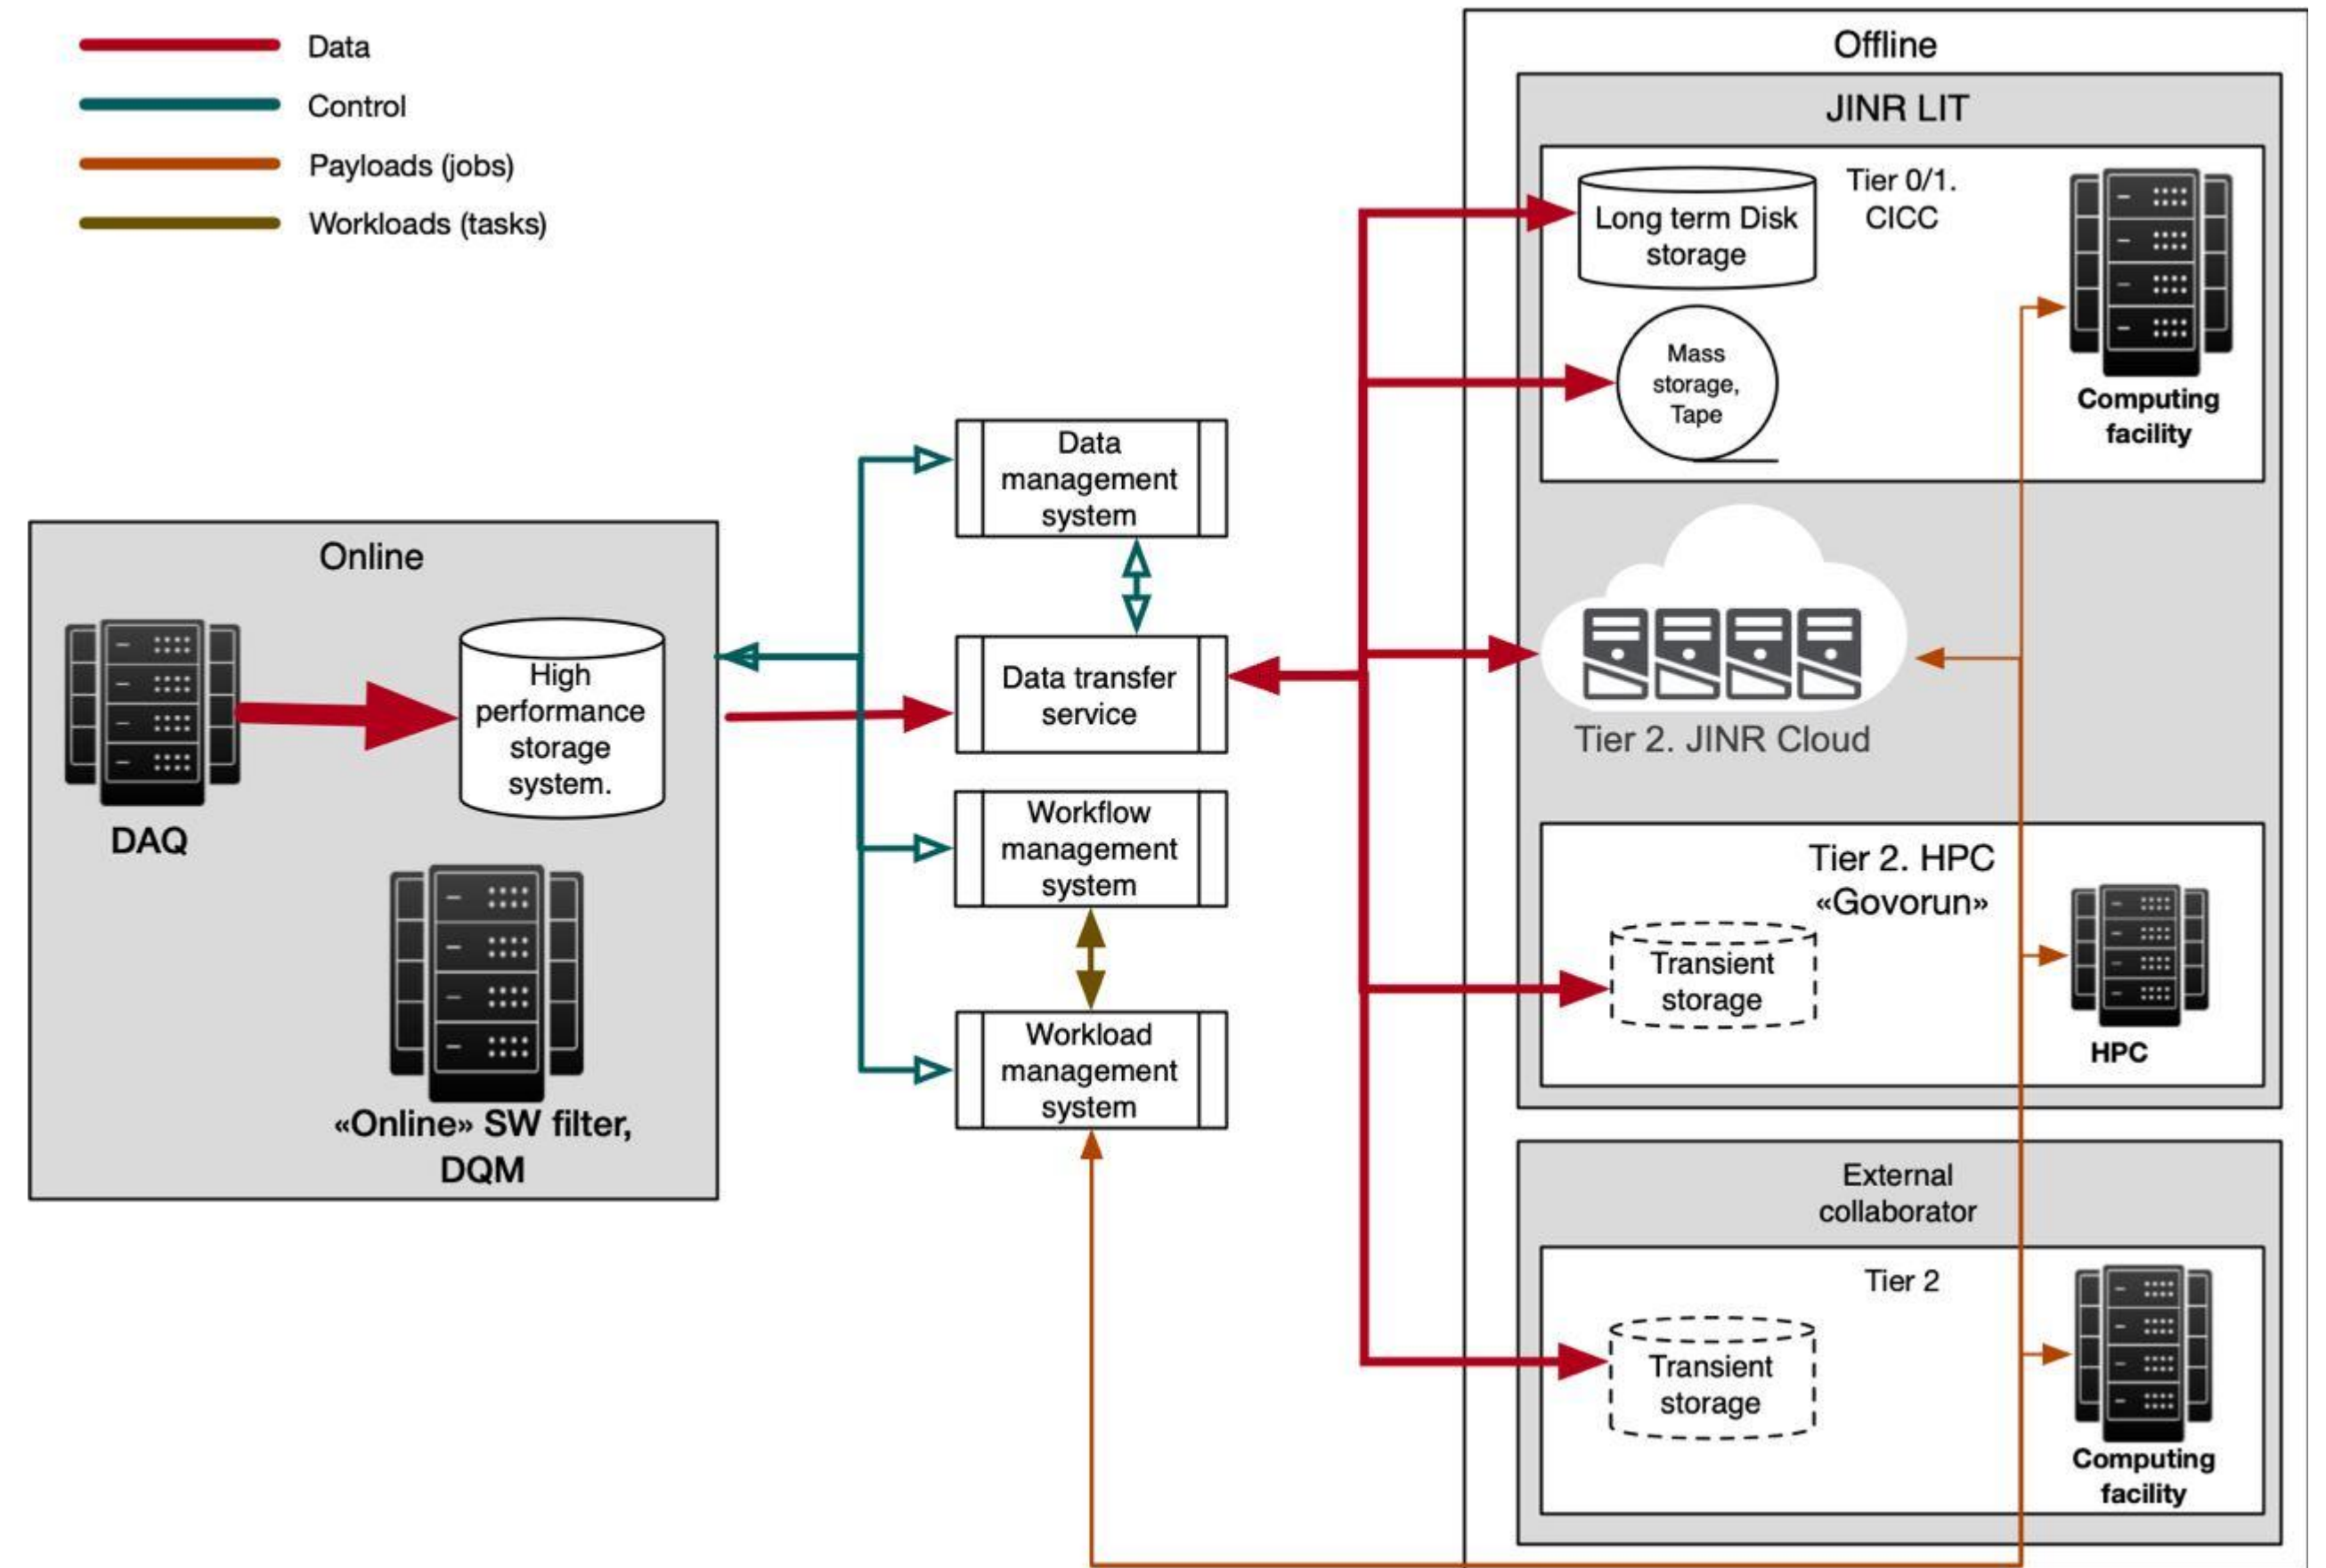 Data
Control
Payloads (jobs)
Workloads (tasks)
Online
DAQ
High
performance
storage
system.
«Online» SW filter,
DQM
Data
management
system
Data transfer
service
Workflow
management
system
Workload
management
system
Offline
JINR LIT
Tier 0/1.
CICC
Long term Disk
storage
Mass
storage,
Tape
Computing
facility
Tier 2. JINR Cloud
Tier 2. HPC
«Govorun»
Transient
storage
HPC
External
collaborator
Tier 2
Transient
storage
Computing
facility